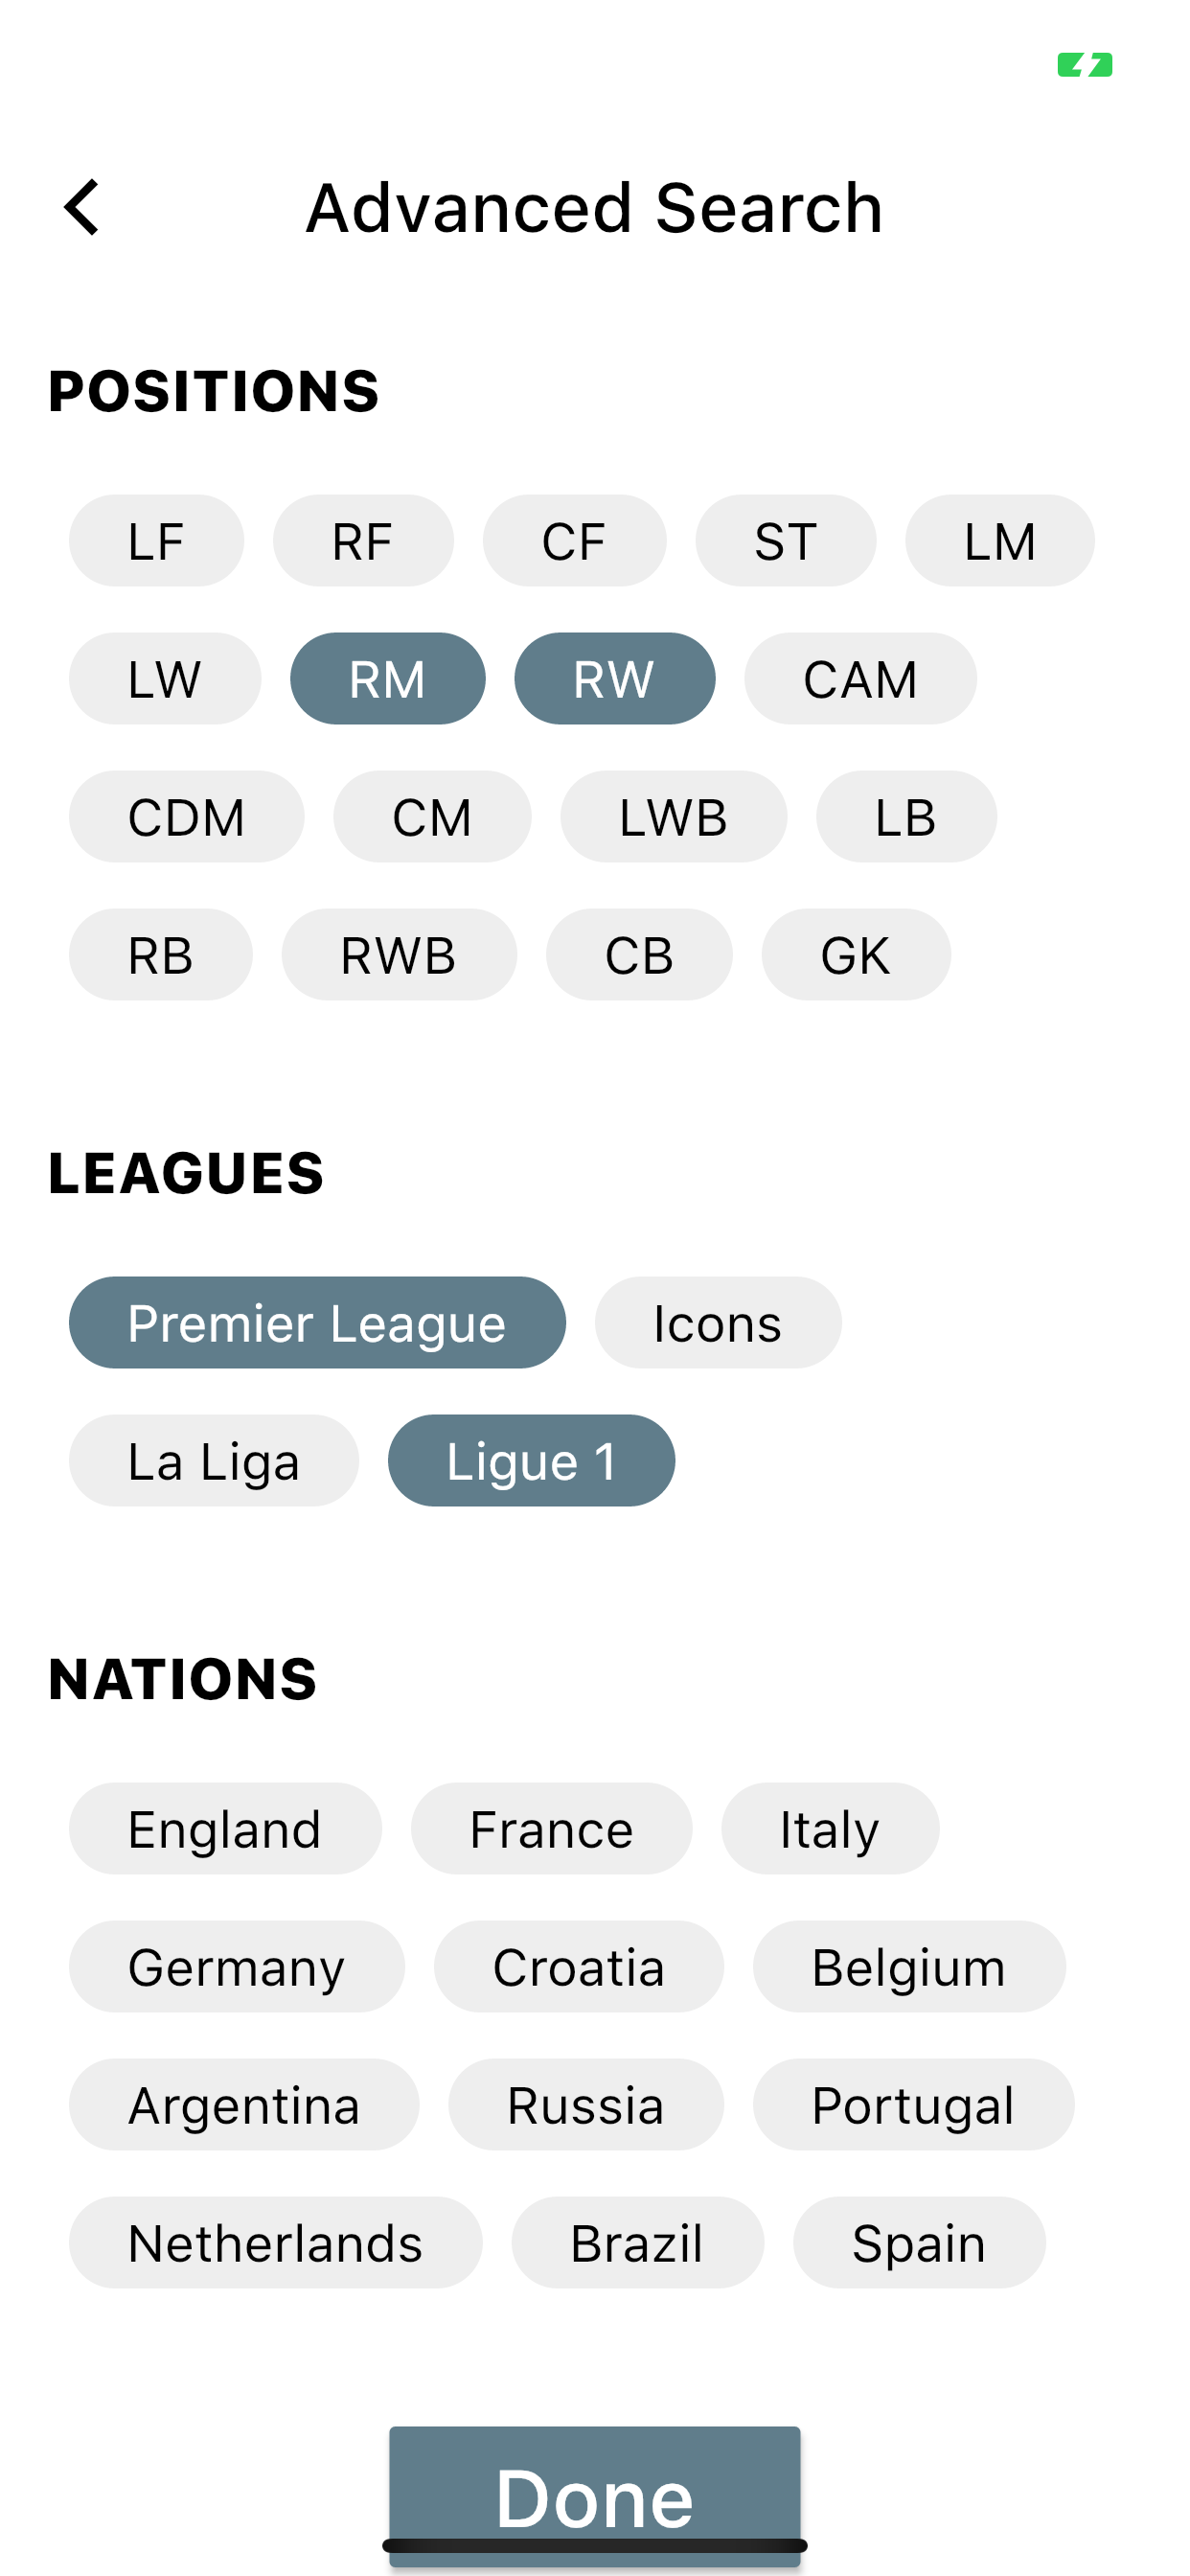 Advanced Search
POSITIONS
LF RF CF ST LM
LW RM RW CAM
CDM CM LWB LB
RB RWB CB GK
LEAGUES
Premier League Icons
La Liga Ligue 1
NATIONS
England France Italy
Germany Croatia Belgium
Argentina Russia Portugal
Netherlands Brazil Spain
Done